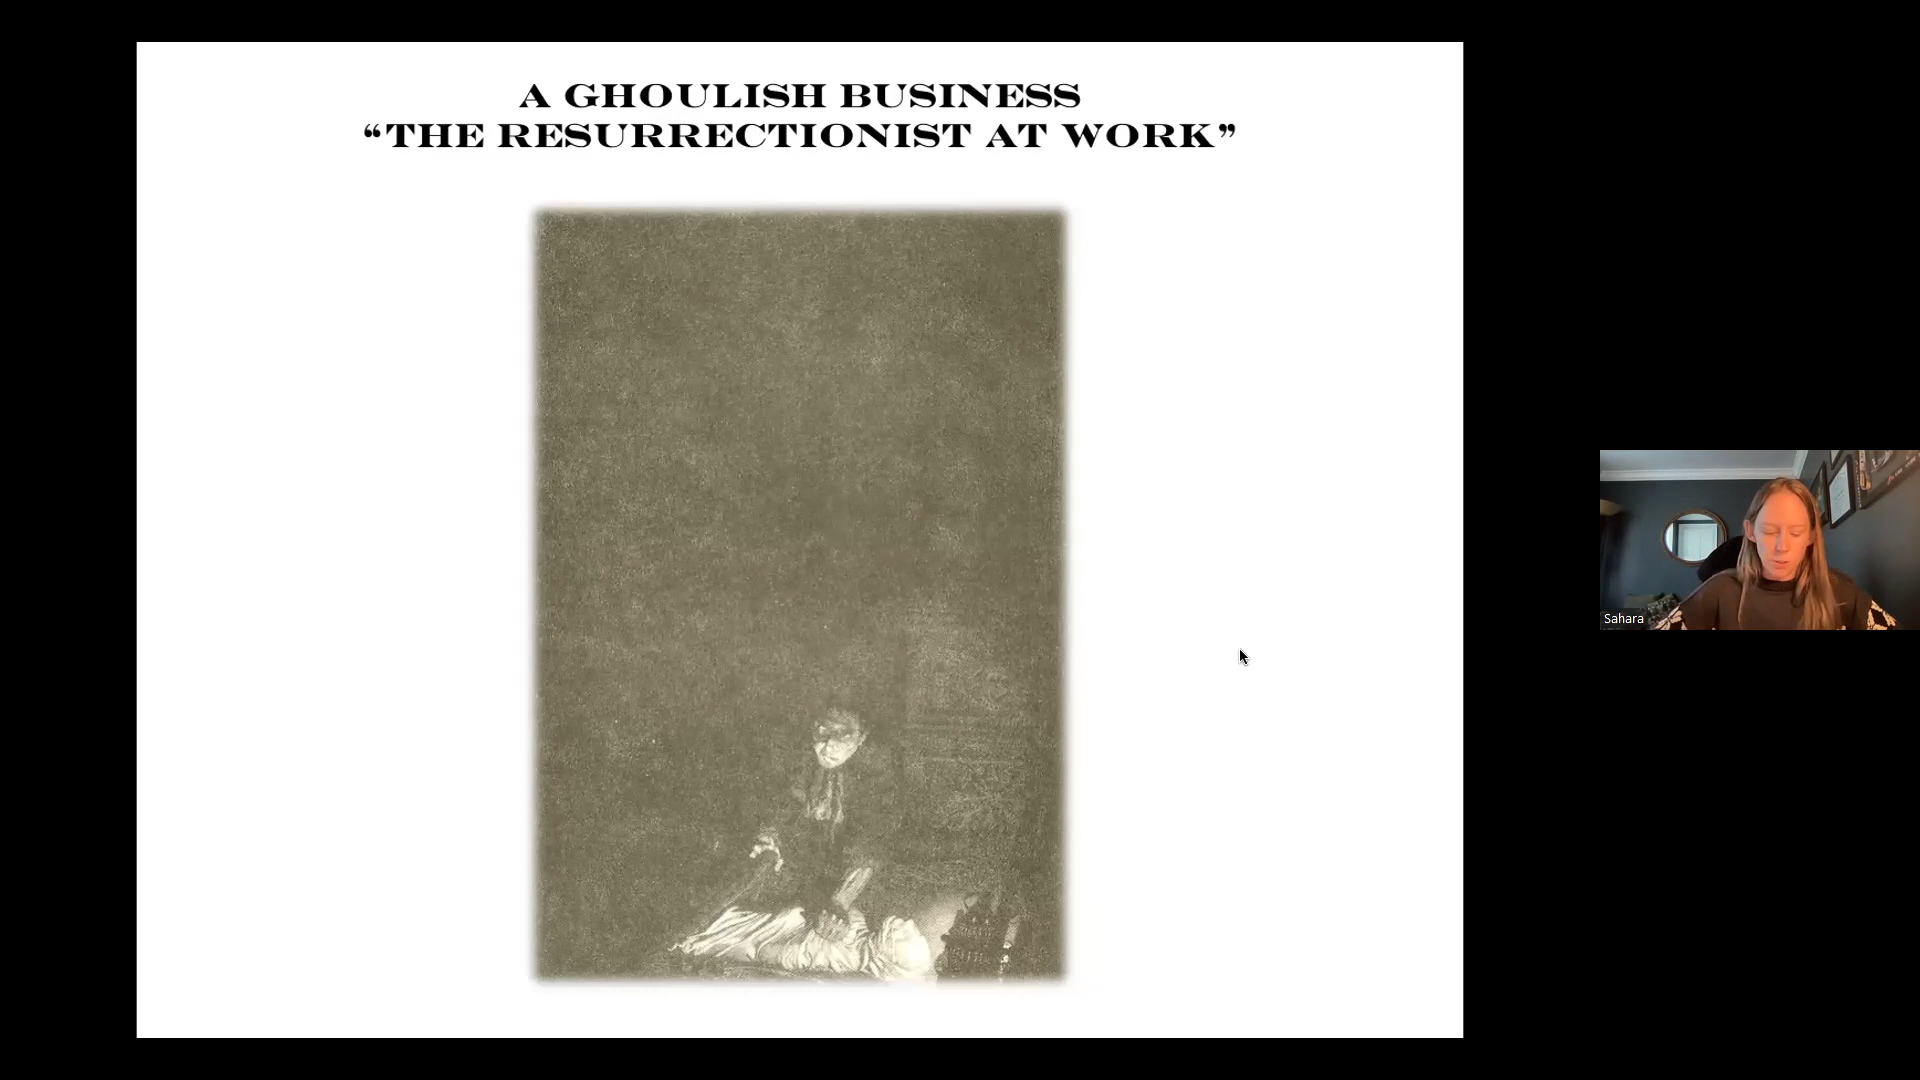 A GHOULISH BUSINESS
“THE RESURRECTIONIST AT WORK”
Sahara